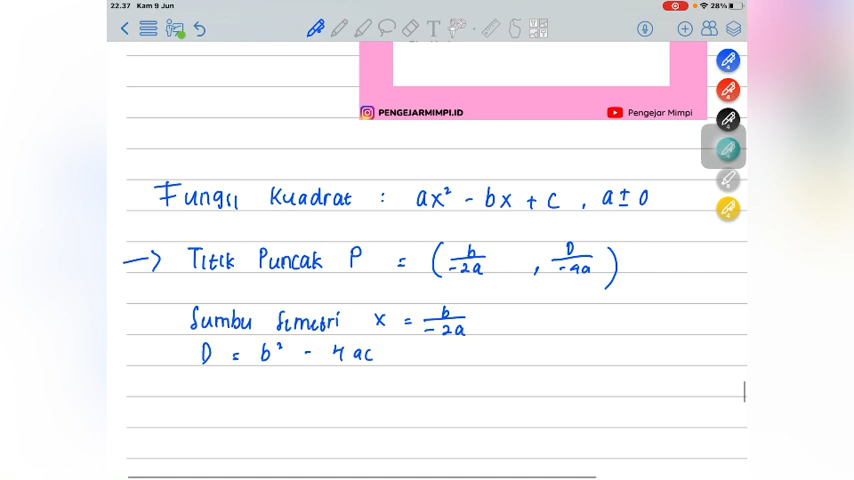 22.37 Kam 9 Jun
28%
PENGEJARMIMPI.ID
Pengejar Mimpi
Fungsi Kuadrat : ax² - bx + c , a ± 0
→ Titik Puncak P = ( b/-2a , D/-4a )
Sumbu Simetri x = b/-2a
D = b² - 4ac